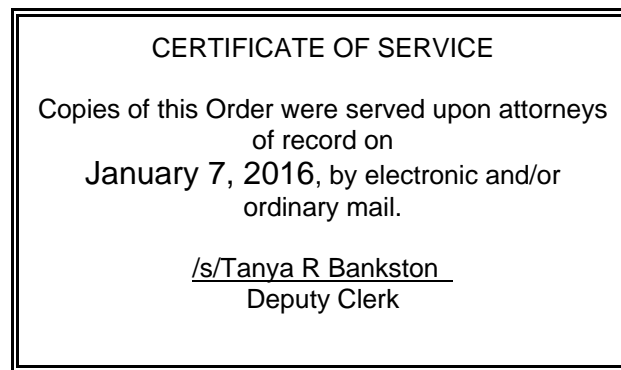 CERTIFICATE OF SERVICE
Copies of this Order were served upon attorneys
of record on
January 7, 2016, by electronic and/or
ordinary mail.
/s/Tanya R Bankston
Deputy Clerk